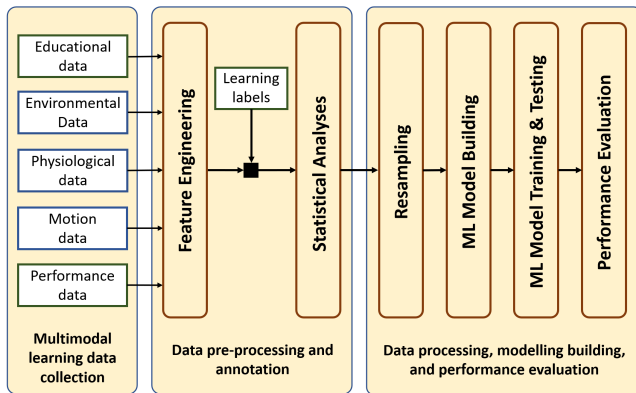 Educational
data
Environmental
Data
Physiological
data
Motion
data
Performance
data
Multimodal
learning data
collection
Feature Engineering
Learning
labels
Statistical Analyses
Data pre-processing and
annotation
Resampling
ML Model Building
ML Model Training & Testing
Performance Evaluation
Data processing, modelling building,
and performance evaluation